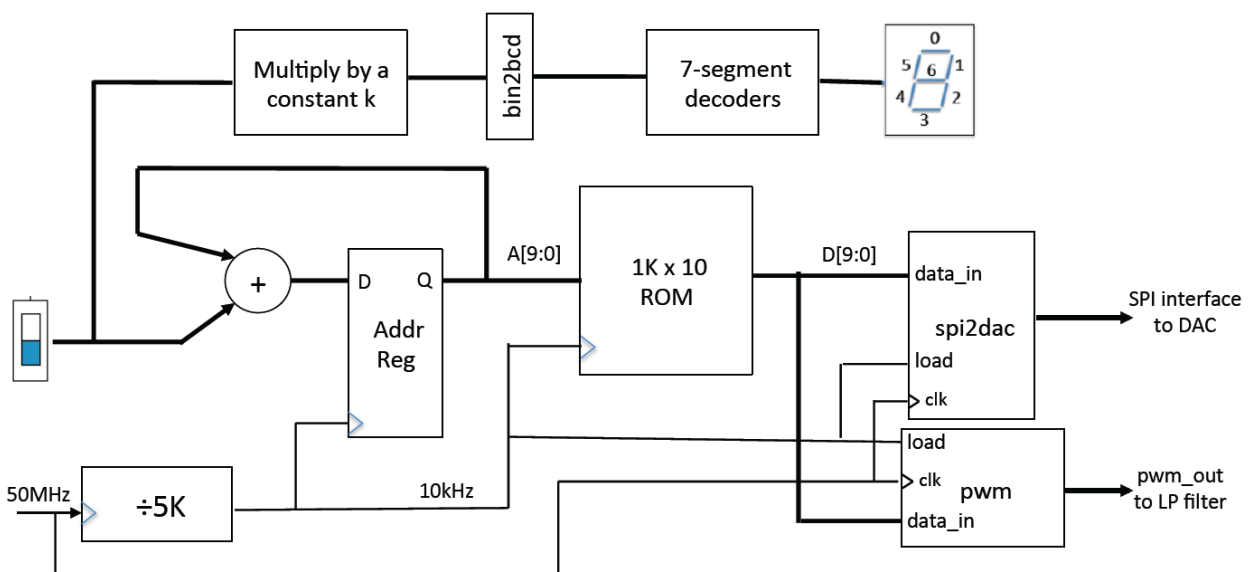 Multiply by a
constant k
bin2bcd
7-segment
decoders
0
5
6
1
4
2
3
+
D
Q
Addr
Reg
A[9:0]
1K x 10
ROM
D[9:0]
data_in
spi2dac
load
clk
SPI interface
to DAC
50MHz
÷5K
10kHz
load
clk
pwm
data_in
pwm_out
to LP filter